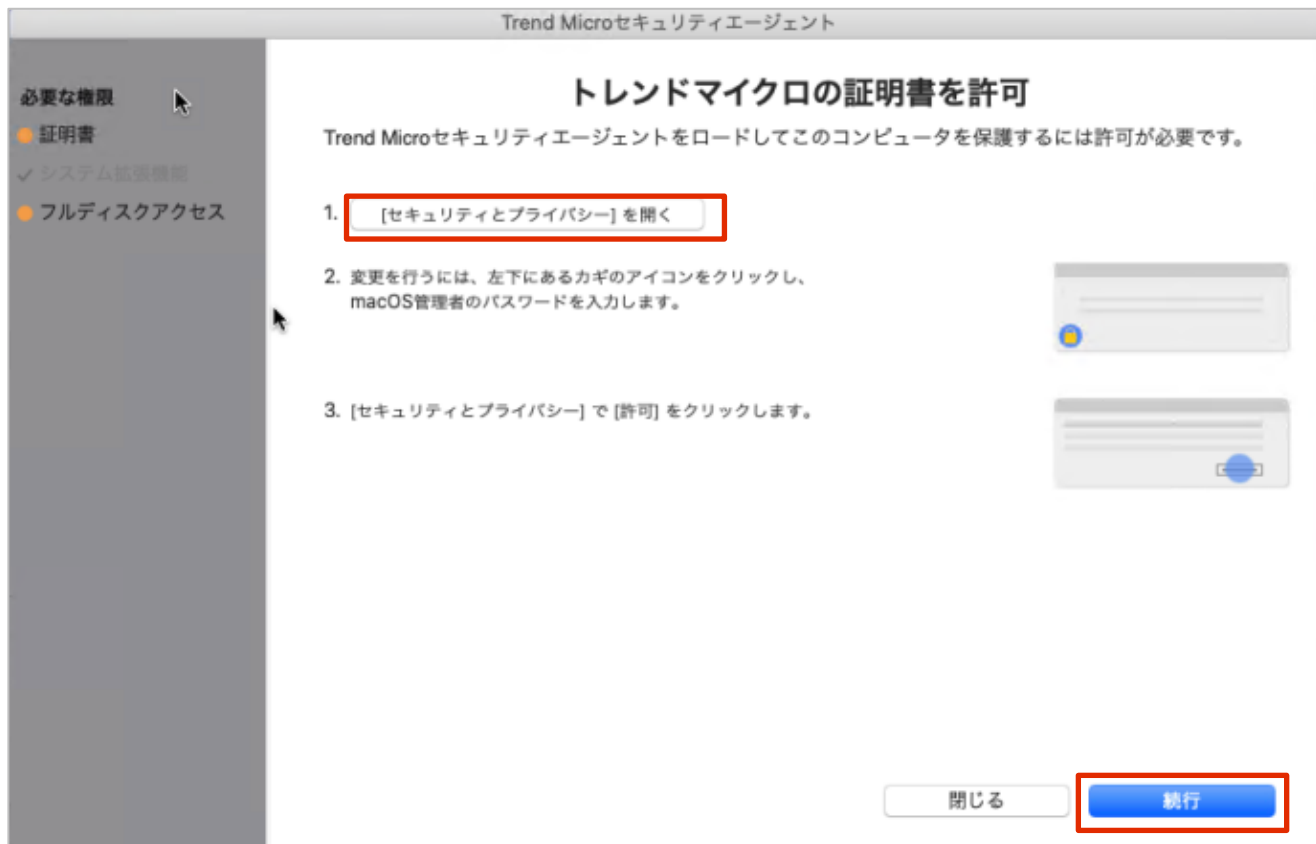 Trend Microセキュリティエージェント
必要な権限
証明書
システム拡張機能
フルディスクアクセス
トレンドマイクロの証明書を許可
Trend Microセキュリティエージェントをロードしてこのコンピュータを保護するには許可が必要です。
1. [セキュリティとプライバシー] を開く
2. 変更を行うには、左下にあるカギのアイコンをクリックし、
macOS管理者のパスワードを入力します。
3. [セキュリティとプライバシー] で [許可] をクリックします。
閉じる
続行